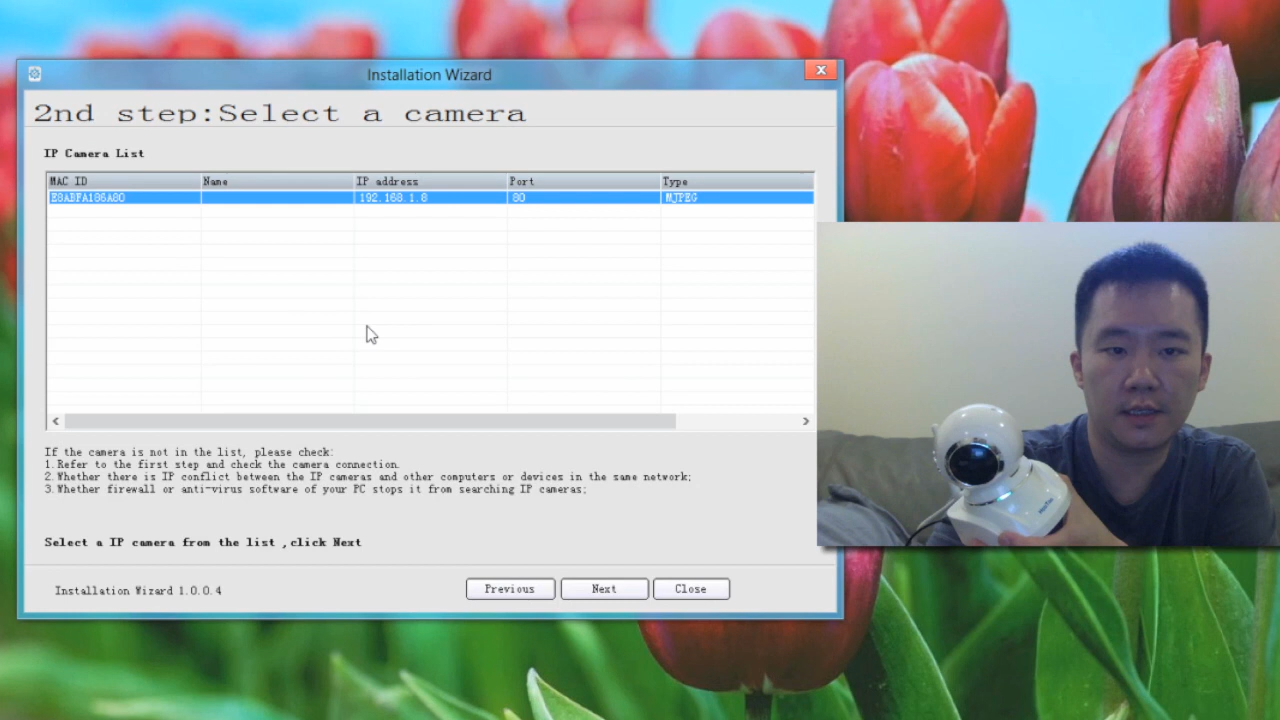 Installation Wizard
2nd step:Select a camera
IP Camera List
MAC ID Name IP address Port Type
E8ABFA186A80 192.168.1.8 80 MJPEG
If the camera is not in the list, please check:
1.Refer to the first step and check the camera connection.
2.Whether there is IP conflict between the IP cameras and other computers or devices in the same network;
3.Whether firewall or anti-virus software of your PC stops it from searching IP cameras;
Select a IP camera from the list ,click Next
Installation Wizard 1.0.0.4
Previous Next Close